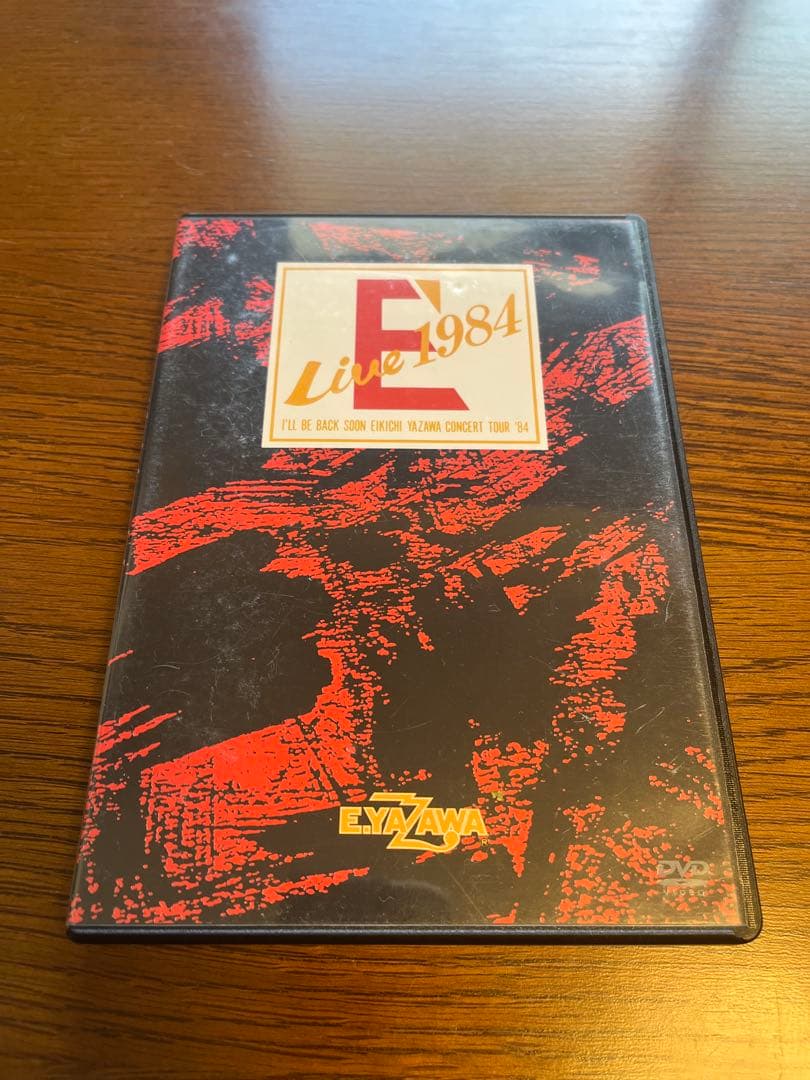 E'
Live 1984
I'LL BE BACK SOON EIKICHI YAZAWA CONCERT TOUR '84
E.YAZAWA
R
DVD